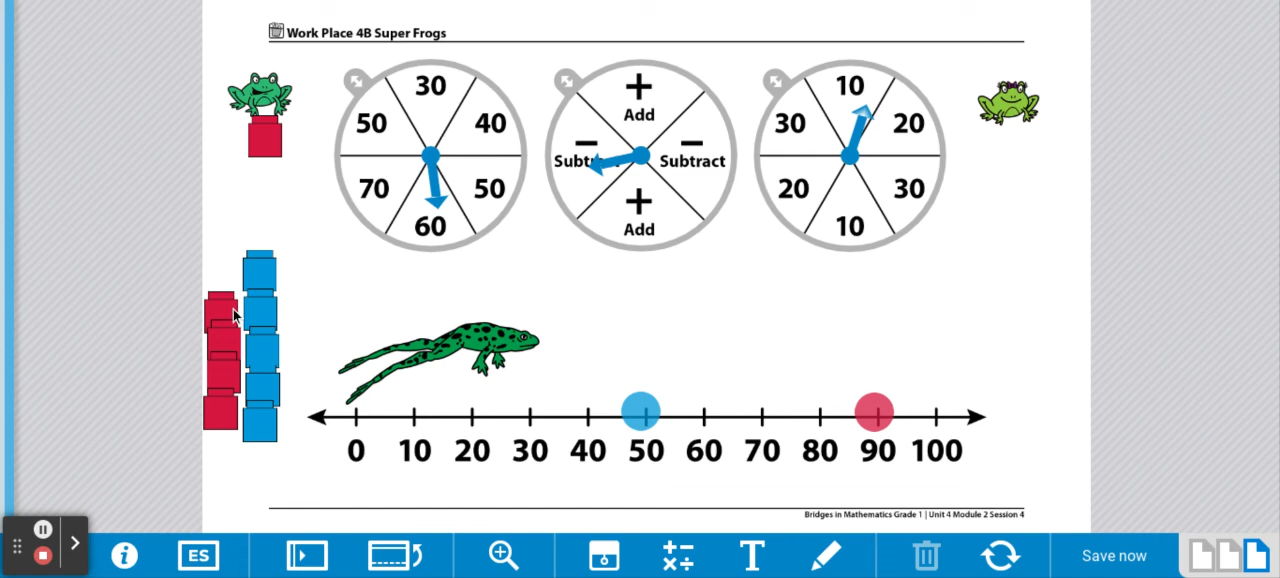 Work Place 4B Super Frogs
30
50
40
70
50
60
+
Add
−
Subt
−
Subtract
+
Add
10
30
20
20
30
10
0 10 20 30 40 50 60 70 80 90 100
Bridges in Mathematics Grade 1 | Unit 4 Module 2 Session 4
ES
T
Save now